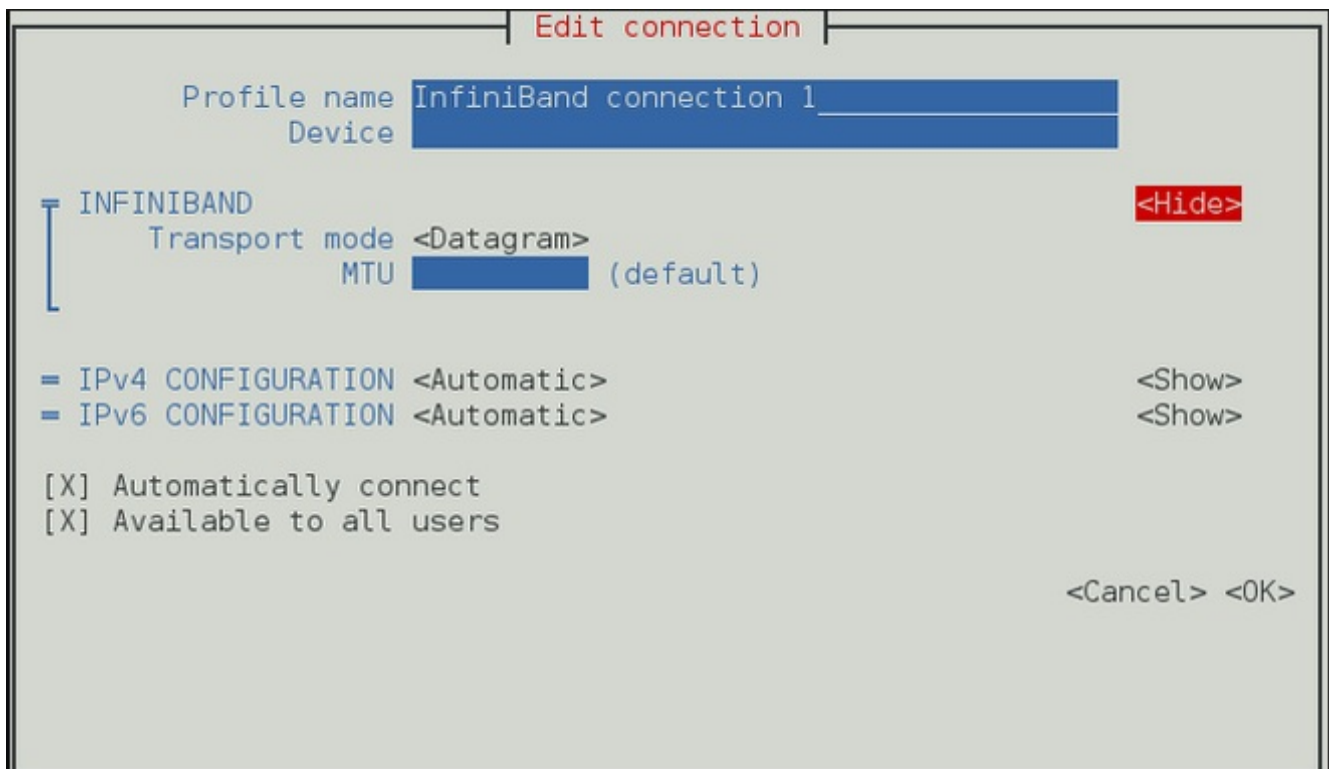 Edit connection
Profile name InfiniBand connection 1
Device
INFINIBAND <Hide>
Transport mode <Datagram>
MTU (default)
IPv4 CONFIGURATION <Automatic> <Show>
IPv6 CONFIGURATION <Automatic> <Show>
[X] Automatically connect
[X] Available to all users
<Cancel> <OK>